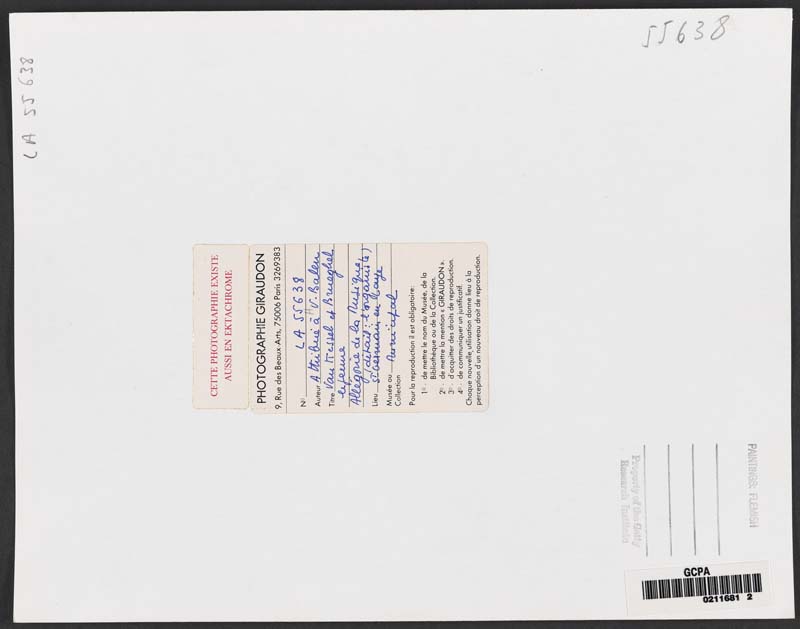 55638
LA 55638
CETTE PHOTOGRAPHIE EXISTE
AUSSI EN EKTACHROME
PHOTOGRAPHIE GIRAUDON
9, Rue des Beaux-Arts, 75006 Paris 3269383
N° LA 55638
Auteur Attribué à H V. Balen
Titre Van Kessel et Brueghel
le jeune
Allégorie de la Musique
(détail: l'organiste)
Lieu St Germain en Laye
Musée ou Municipal
Collection
Pour la reproduction il est obligatoire:
1° - de mettre le nom du Musée, de la
Bibliothèque ou de la Collection.
2° - de mettre la mention « GIRAUDON ».
3° - d'acquitter des droits de reproduction.
4° - de communiquer un justificatif.
Chaque nouvelle utilisation donne lieu à la
perception d'un nouveau droit de reproduction.
Property of the Getty
Research Institute
PAINTINGS: FLEMISH
GCPA
0211681 2